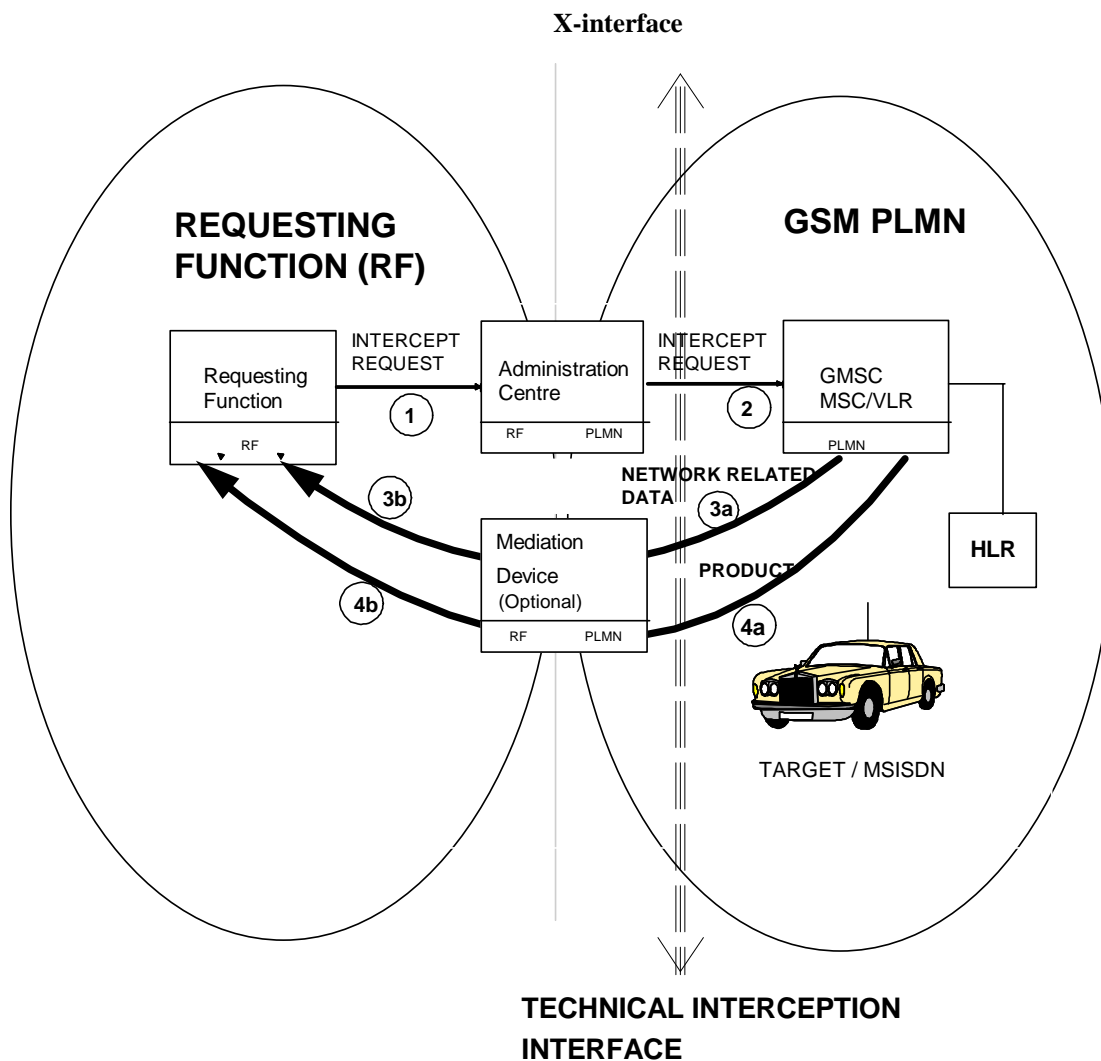 X-interface
REQUESTING
FUNCTION (RF)
GSM PLMN
INTERCEPT
REQUEST
INTERCEPT
REQUEST
Requesting
Function
RF
1
Administration
Centre
RF PLMN
2
GMSC
MSC/VLR
PLMN
NETWORK RELATED
DATA
3a
3b
Mediation
Device
(Optional)
RF PLMN
PRODUCT
4a
4b
HLR
TARGET / MSISDN
TECHNICAL INTERCEPTION
INTERFACE